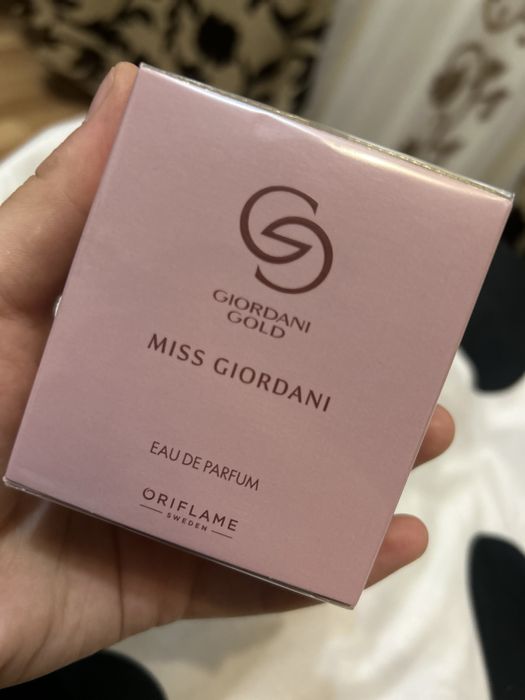 GIORDANI
GOLD
MISS GIORDANI
EAU DE PARFUM
ORIFLAME
SWEDEN